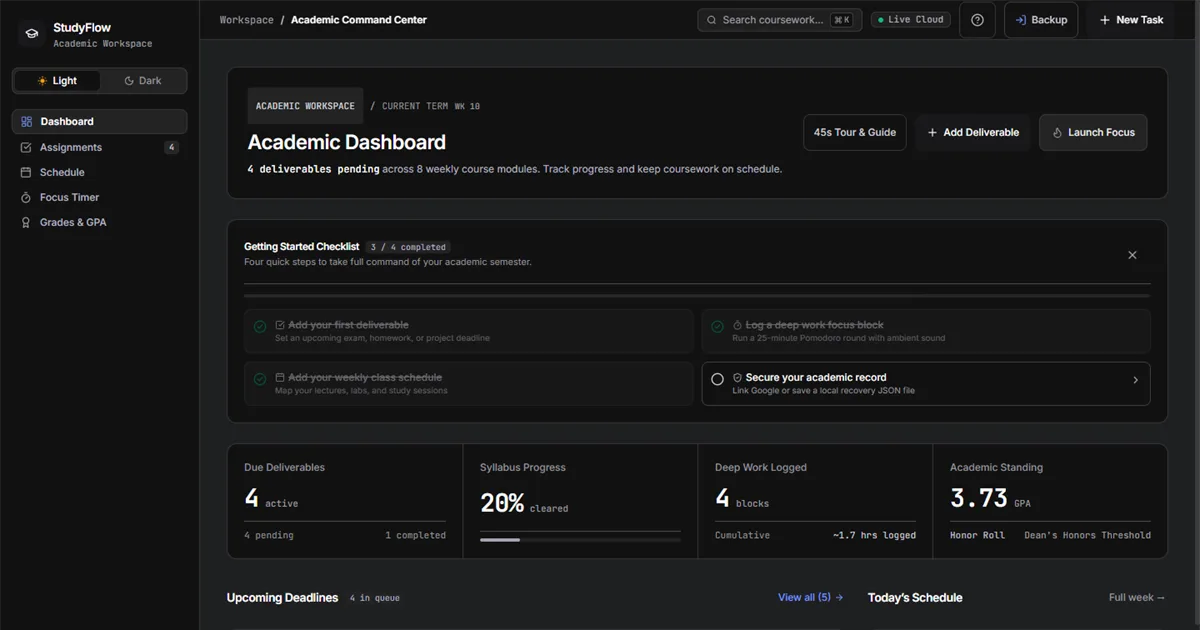 StudyFlow
Academic Workspace
Light
Dark
Dashboard
Assignments 4
Schedule
Focus Timer
Grades & GPA
Workspace / Academic Command Center
Search coursework... ⌘K
Live Cloud
Backup
New Task
ACADEMIC WORKSPACE / CURRENT TERM WK 10
Academic Dashboard
4 deliverables pending across 8 weekly course modules. Track progress and keep coursework on schedule.
45s Tour & Guide
Add Deliverable
Launch Focus
Getting Started Checklist 3 / 4 completed
Four quick steps to take full command of your academic semester.
Add your first deliverable
Set an upcoming exam, homework, or project deadline
Log a deep work focus block
Run a 25-minute Pomodoro round with ambient sound
Add your weekly class schedule
Map your lectures, labs, and study sessions
Secure your academic record
Link Google or save a local recovery JSON file
Due Deliverables
4 active
4 pending 1 completed
Syllabus Progress
20% cleared
Deep Work Logged
4 blocks
Cumulative ~1.7 hrs logged
Academic Standing
3.73 GPA
Honor Roll Dean's Honors Threshold
Upcoming Deadlines 4 in queue
View all (5) →
Today's Schedule
Full week →